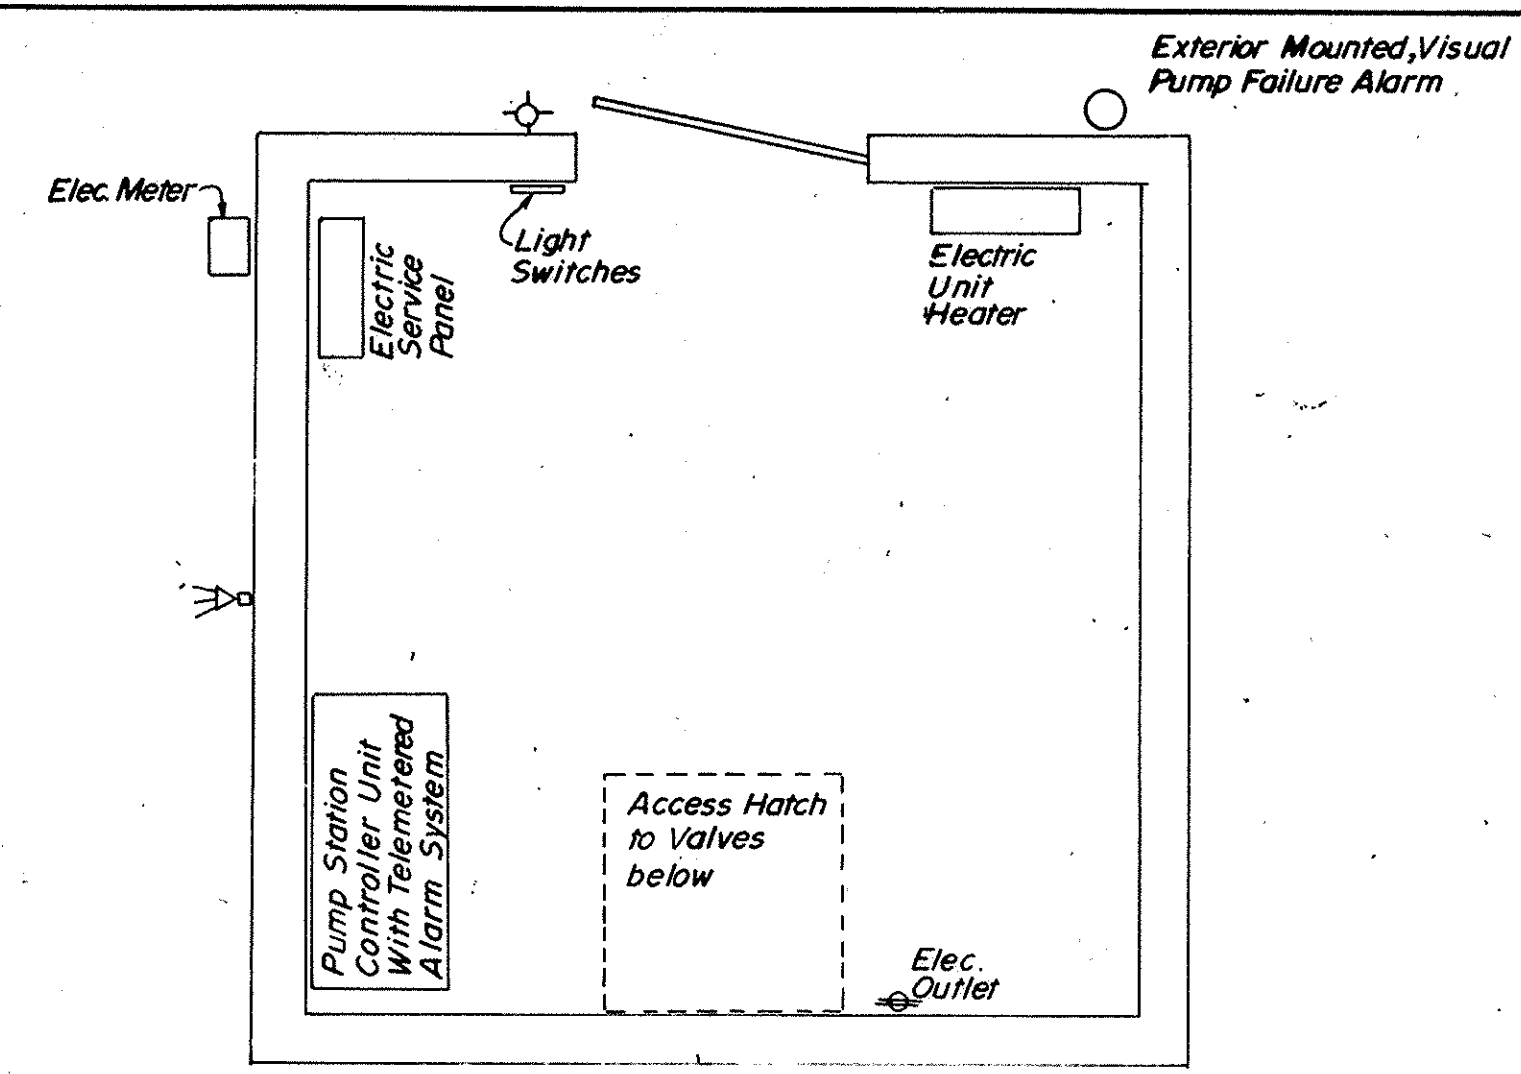 Exterior Mounted, Visual
Pump Failure Alarm
Elec. Meter
Light
Switches
Electric
Service
Panel
Electric
Unit
Heater
Pump Station
Controller Unit
With Telemetered
Alarm System
Access Hatch
to Valves
below
Elec.
Outlet